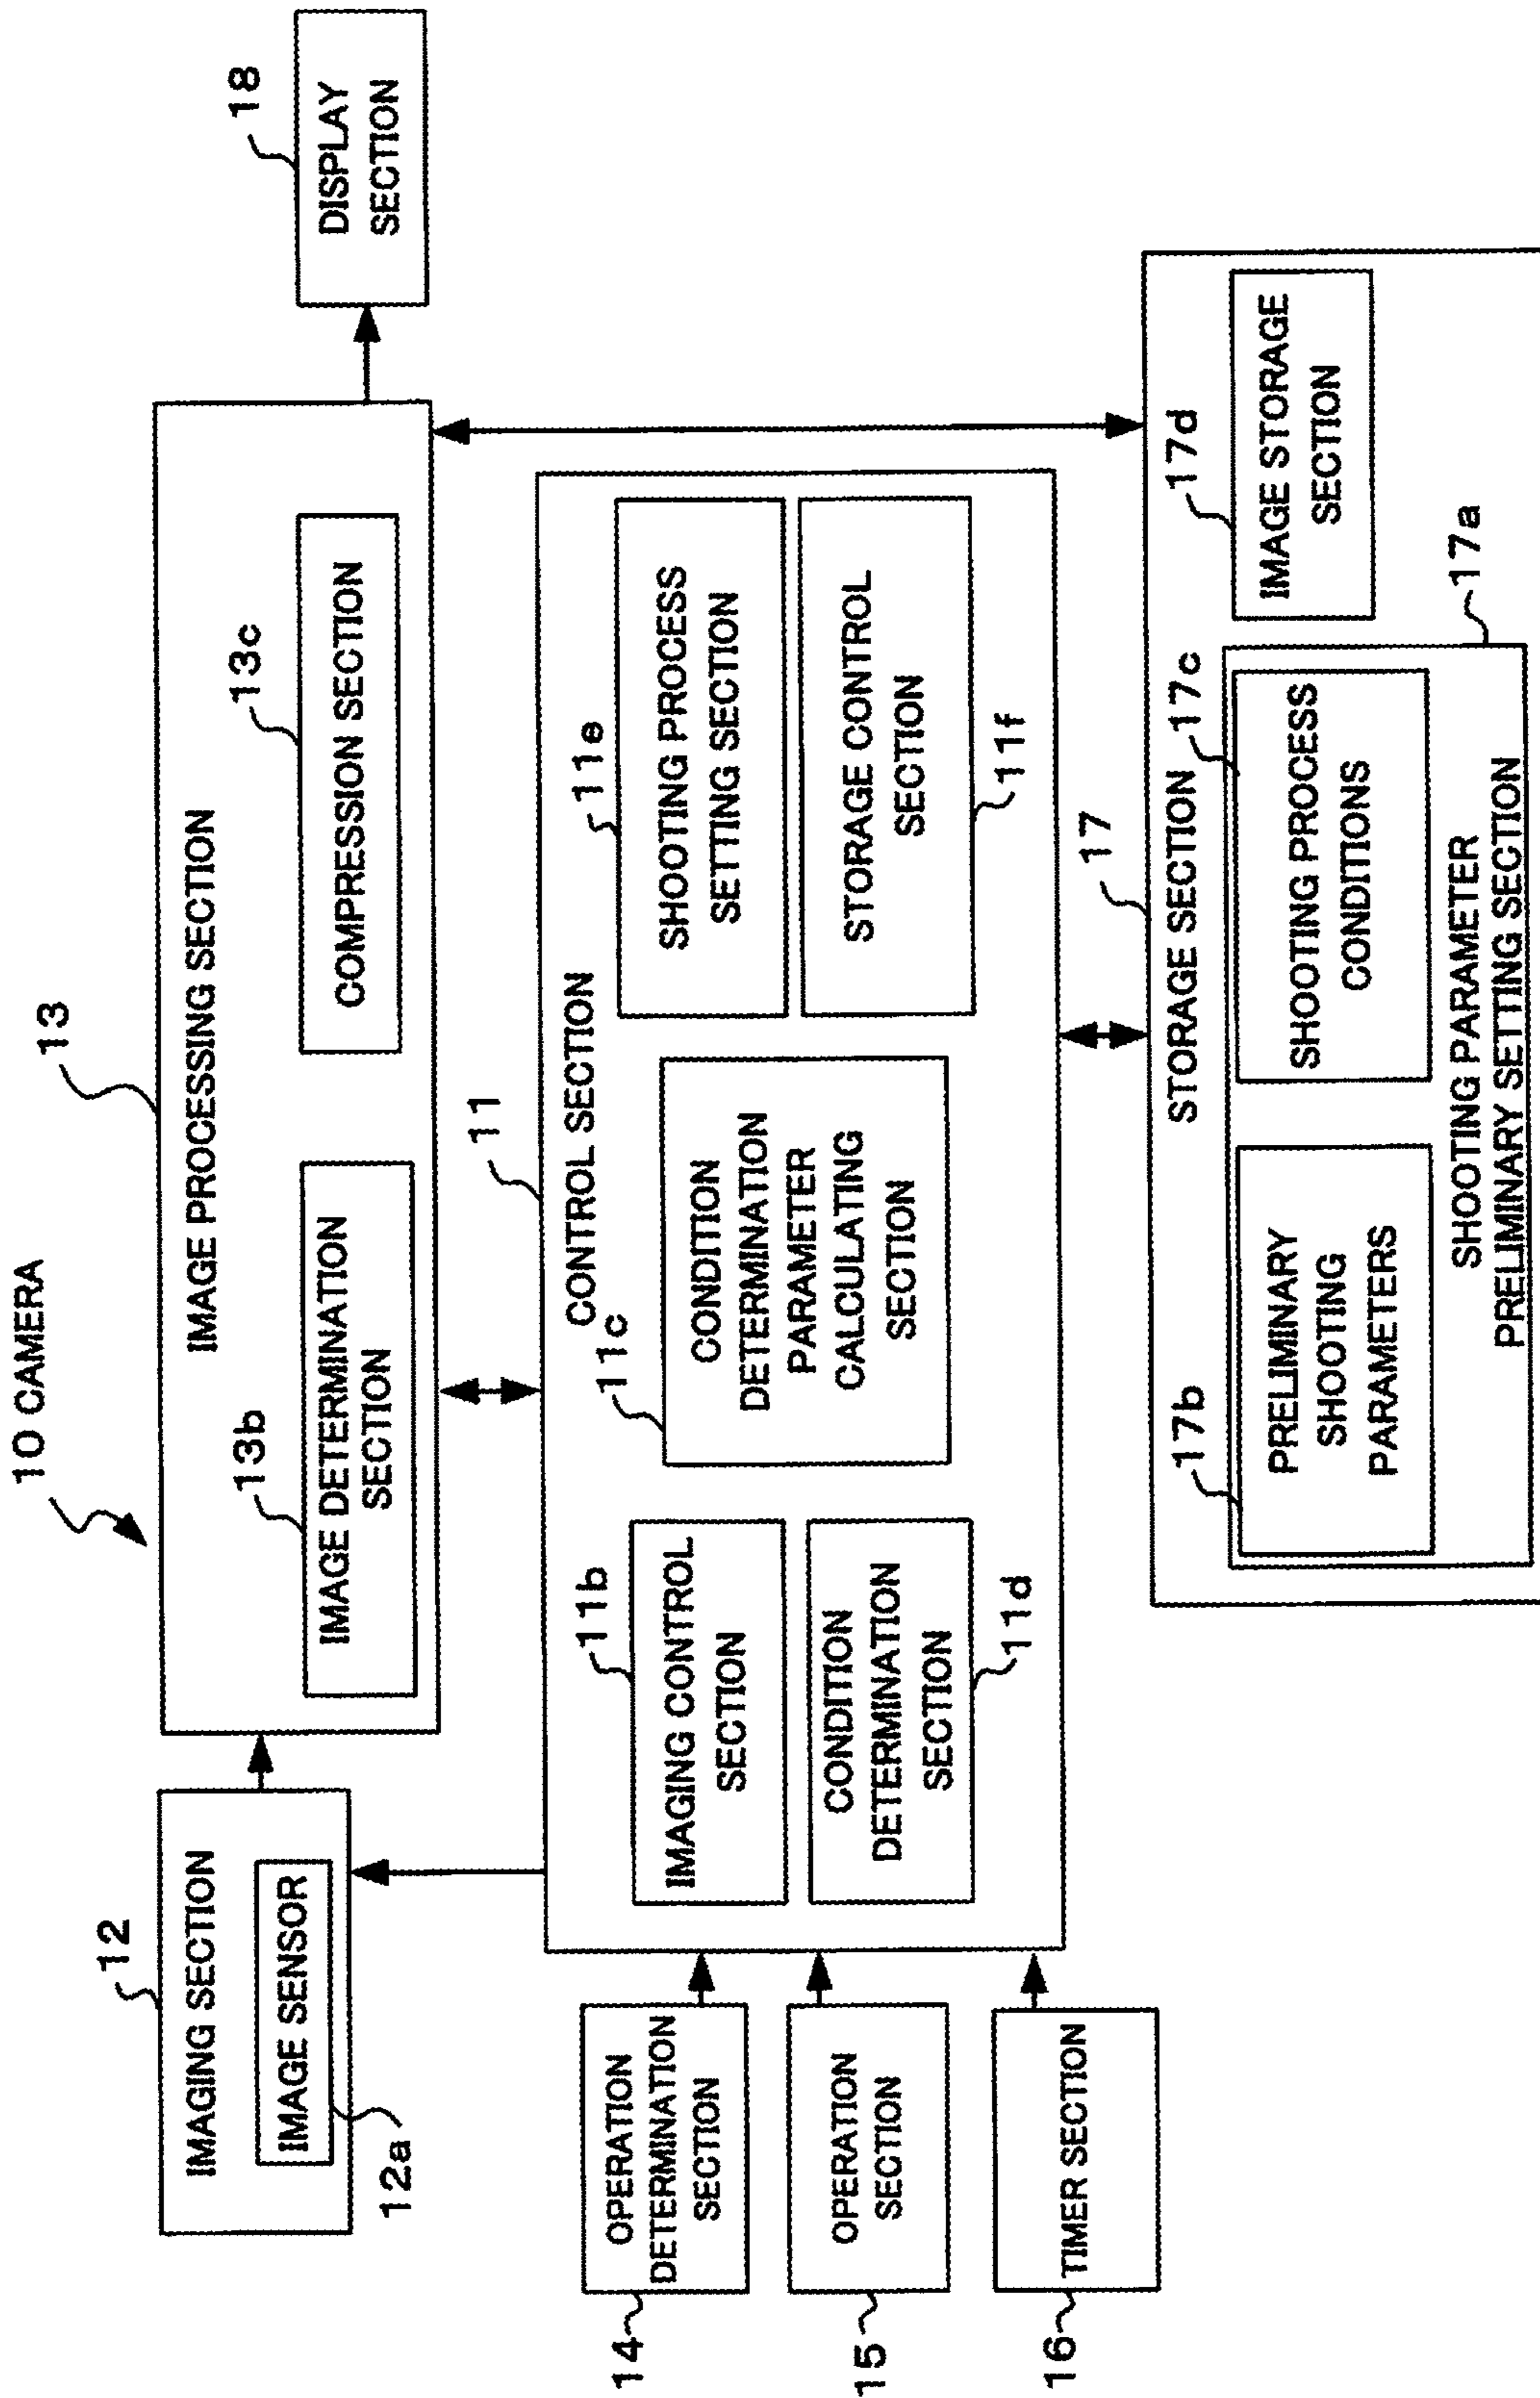 10 CAMERA
12
IMAGING SECTION
IMAGE SENSOR
12a
13
IMAGE PROCESSING SECTION
13b
IMAGE DETERMINATION
SECTION
13c
COMPRESSION SECTION
18
DISPLAY
SECTION
14
OPERATION
DETERMINATION
SECTION
15
OPERATION
SECTION
16
TIMER SECTION
11
CONTROL SECTION
11b
IMAGING CONTROL
SECTION
CONDITION
DETERMINATION
SECTION
11d
11c
CONDITION
DETERMINATION
PARAMETER
CALCULATING
SECTION
11e
SHOOTING PROCESS
SETTING SECTION
STORAGE CONTROL
SECTION
11f
17
STORAGE SECTION
17b
PRELIMINARY
SHOOTING
PARAMETERS
17c
SHOOTING PROCESS
CONDITIONS
SHOOTING PARAMETER
PRELIMINARY SETTING SECTION
17a
17d
IMAGE STORAGE
SECTION